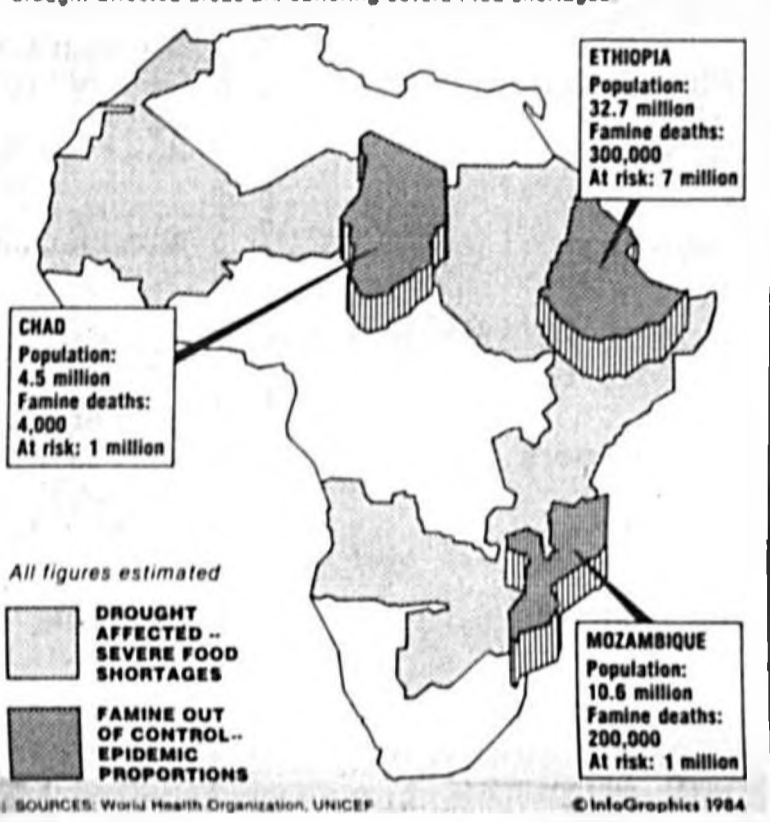 ETHIOPIA
Population:
32.7 million
Famine deaths:
300,000
At risk: 7 million
CHAD
Population:
4.5 million
Famine deaths:
4,000
At risk: 1 million
All figures estimated
DROUGHT
AFFECTED --
SEVERE FOOD
SHORTAGES
FAMINE OUT
OF CONTROL--
EPIDEMIC
PROPORTIONS
MOZAMBIQUE
Population:
10.6 million
Famine deaths:
200,000
At risk: 1 million
SOURCES: World Health Organization, UNICEF
© InfoGraphics 1984